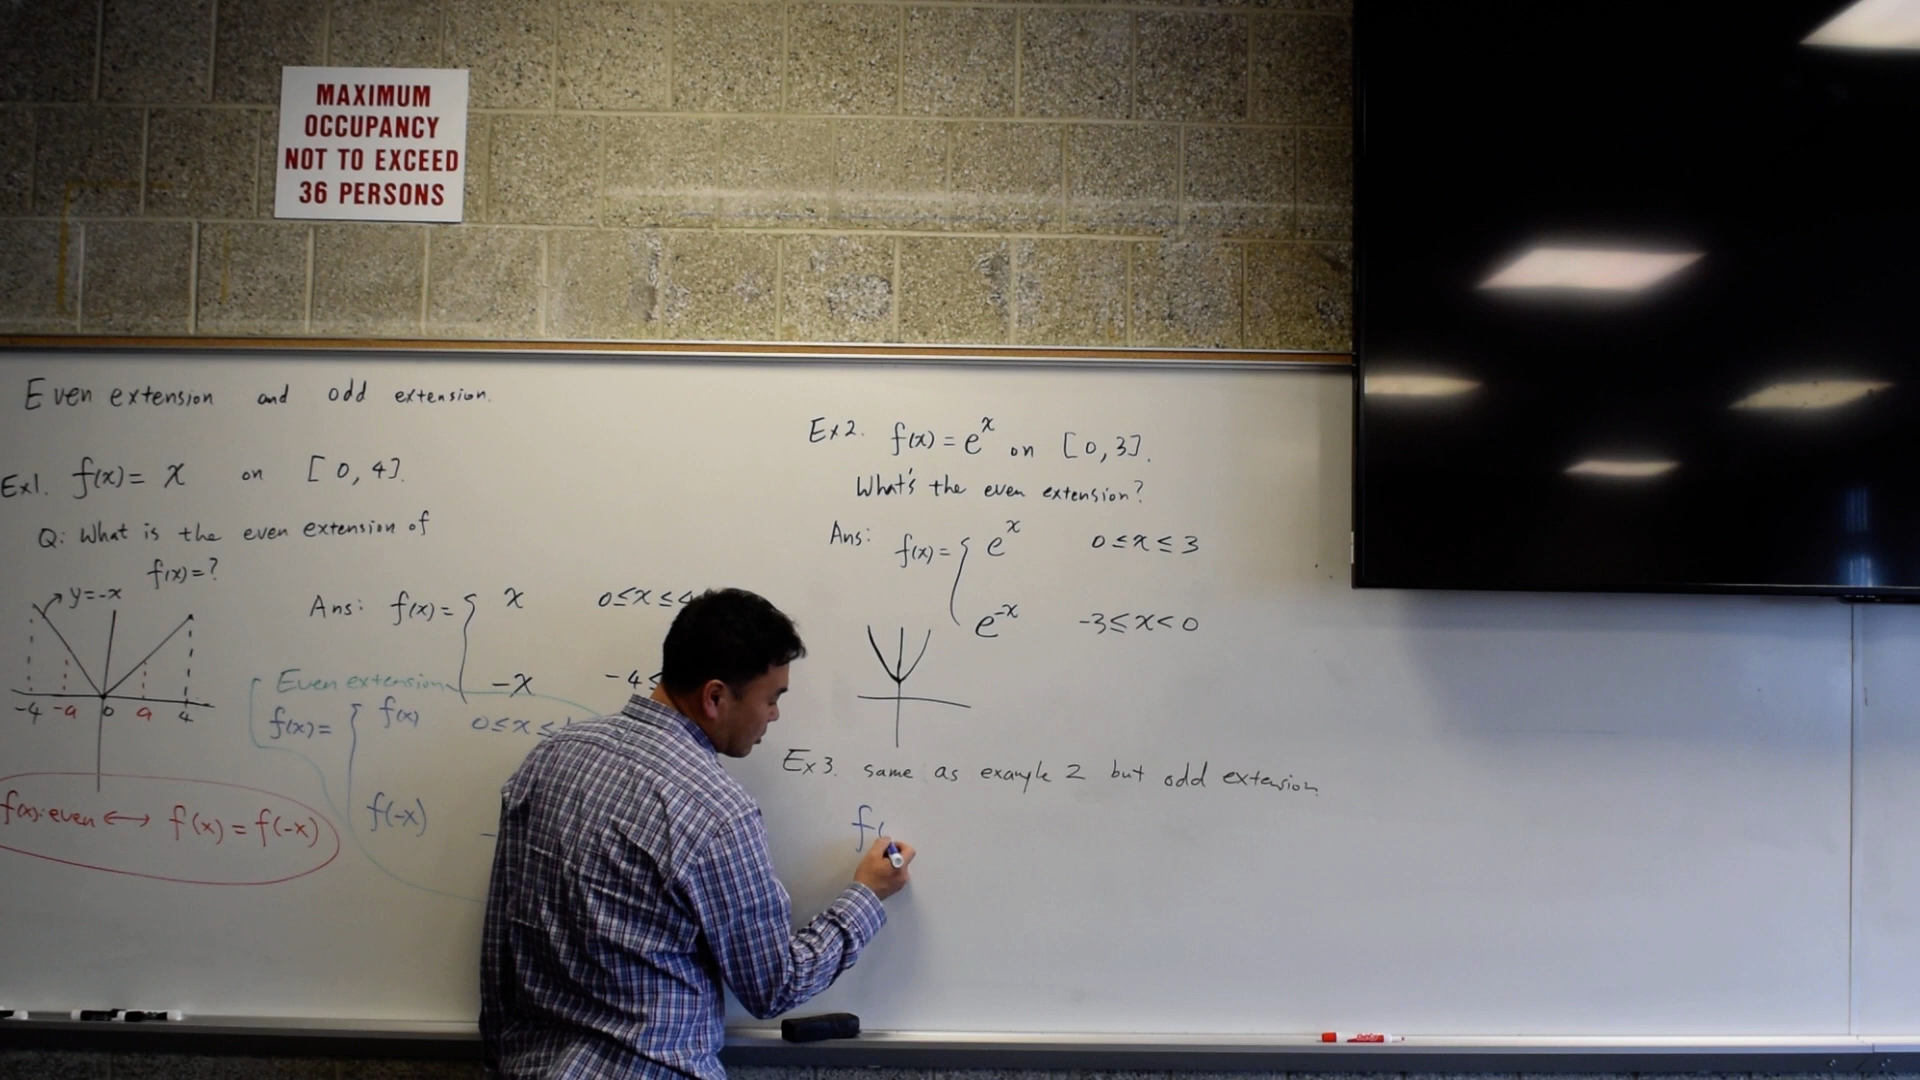 MAXIMUM
OCCUPANCY
NOT TO EXCEED
36 PERSONS
Even extension and odd extension.
Ex1. f(x) = x on [0, 4].
Q: What is the even extension of
f(x) = ?
y=-x
-4 -a 0 a 4
Ans: f(x) = { x 0≤x≤4
-x -4≤
Even extension
f(x) = { f(x) 0≤x≤
f(-x) -
f(x): even ↔ f(x) = f(-x)
Ex2. f(x) = e^x on [0, 3].
What's the even extension?
Ans: f(x) = { e^x 0≤x≤3
e^-x -3≤x<0
Ex3. same as example 2 but odd extension.
f(